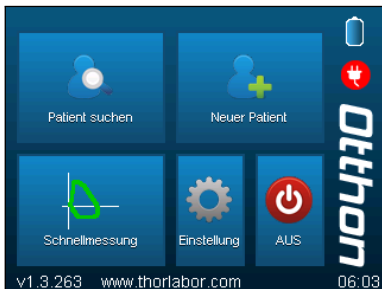 Patient suchen
Neuer Patient
Schnellmessung
Einstellung
AUS
Otthon
v1.3.263 www.thorlabor.com 06:03